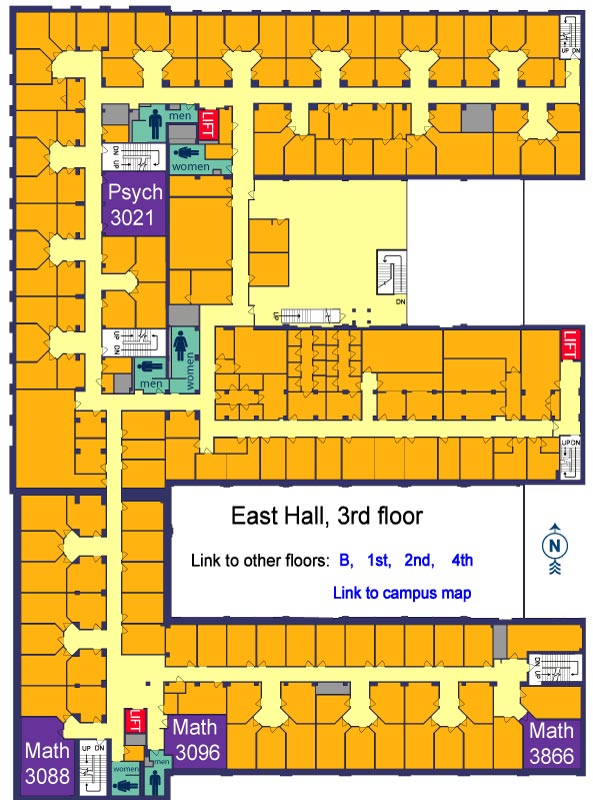 UP DN
men
LIFT
DN
UP
women
Psych
3021
DN
UP
LIFT
DN
UP
women
men
UPDN
East Hall, 3rd floor
Link to other floors: B, 1st, 2nd, 4th
N
Link to campus map
DN
UP
LIFT
Math
3088
UP DN
women
men
Math
3096
Math
3866